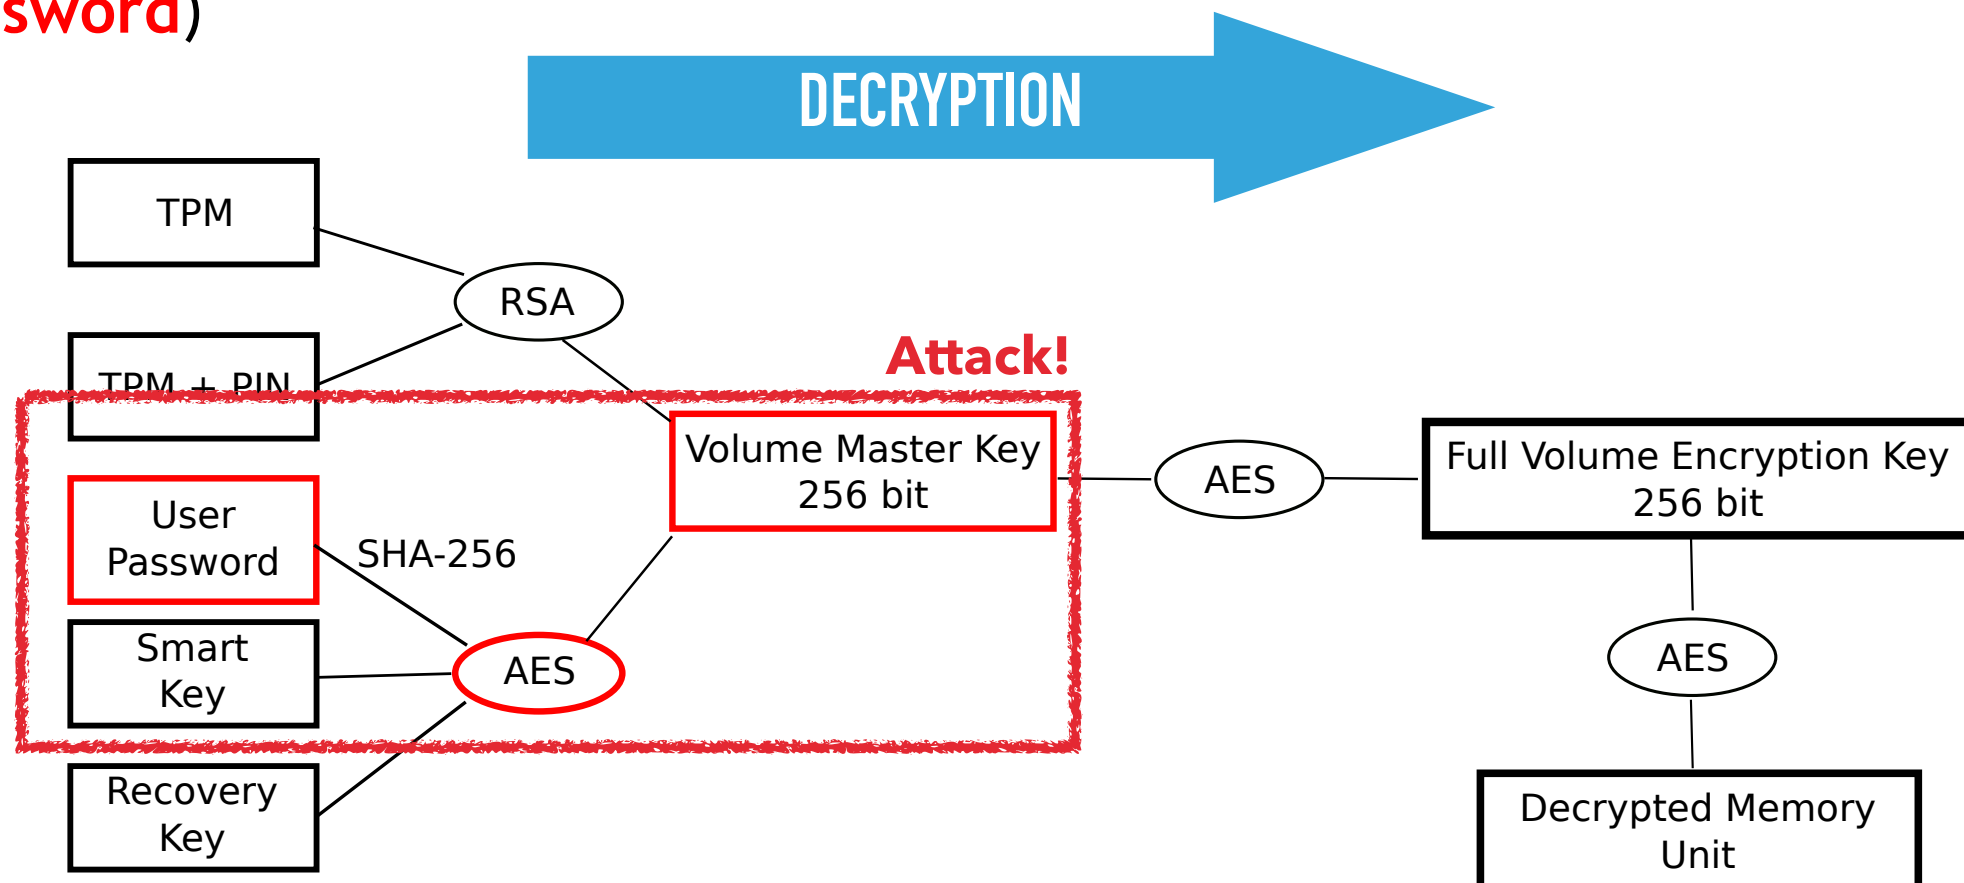 sword)
DECRYPTION
TPM
RSA
Attack!
TPM + PIN
Volume Master Key
256 bit
AES
Full Volume Encryption Key
256 bit
User
Password
SHA-256
Smart
Key
AES
AES
Recovery
Key
Decrypted Memory
Unit